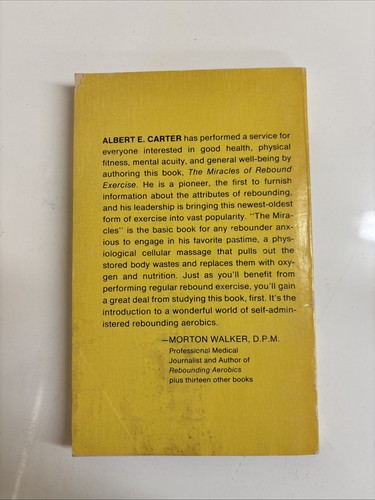 ALBERT E. CARTER has performed a service for
everyone interested in good health, physical
fitness, mental acuity, and general well-being by
authoring this book, The Miracles of Rebound
Exercise. He is a pioneer, the first to furnish
information about the attributes of rebounding,
and his leadership is bringing this newest-oldest
form of exercise into vast popularity. "The Mira-
cles" is the basic book for any rebounder anx-
ious to engage in his favorite pastime, a phys-
iological cellular massage that pulls out the
stored body wastes and replaces them with oxy-
gen and nutrition. Just as you'll benefit from
performing regular rebound exercise, you'll gain
a great deal from studying this book, first. It's the
introduction to a wonderful world of self-admin-
istered rebounding aerobics.
—MORTON WALKER, D.P.M.
Professional Medical
Journalist and Author of
Rebounding Aerobics
plus thirteen other books